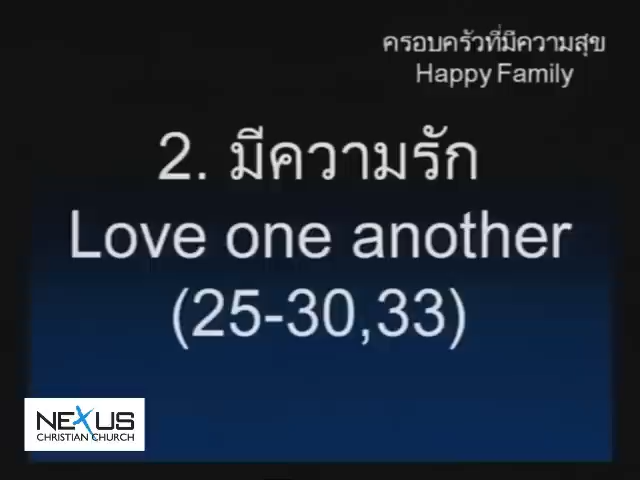 ครอบครัวที่มีความสุข
Happy Family
2. มีความรัก
Love one another
(25-30,33)
NEXUS
CHRISTIAN CHURCH